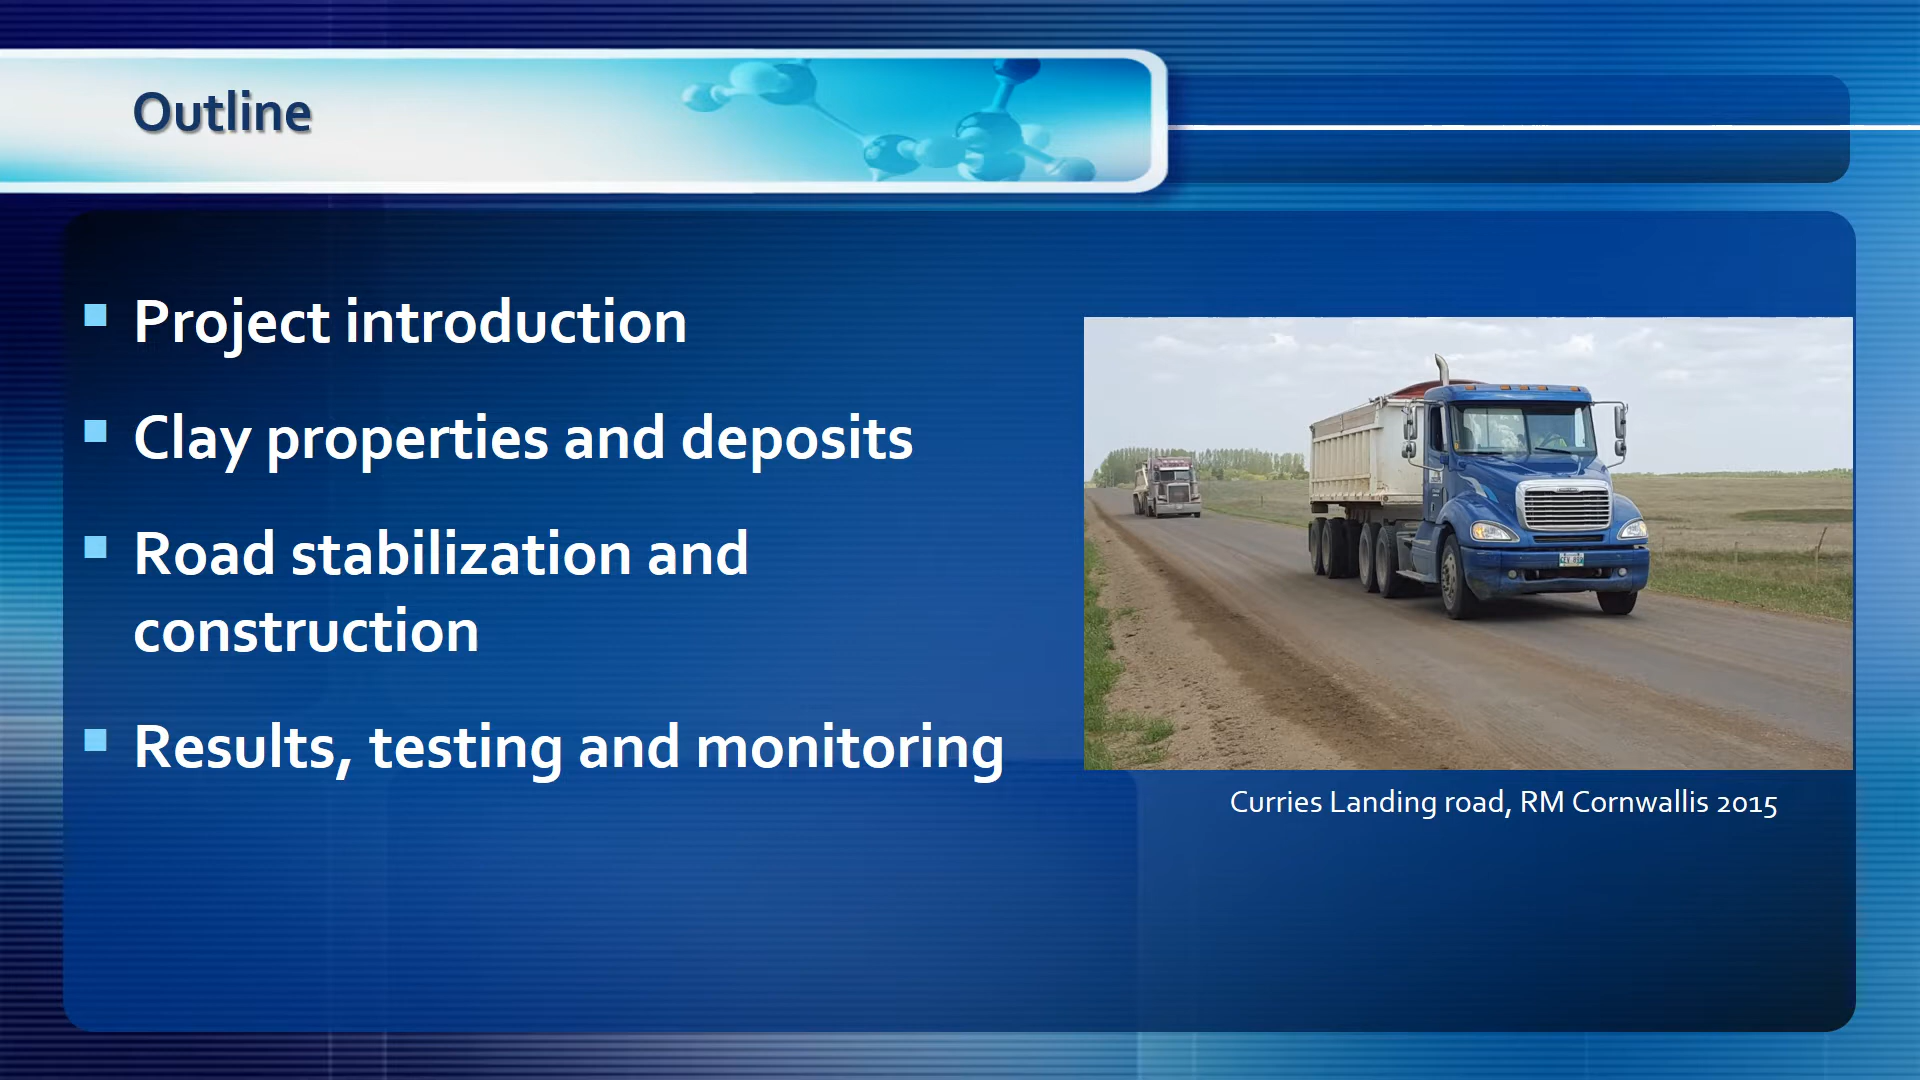 Outline
Project introduction
Clay properties and deposits
Road stabilization and
construction
Results, testing and monitoring
Curries Landing road, RM Cornwallis 2015